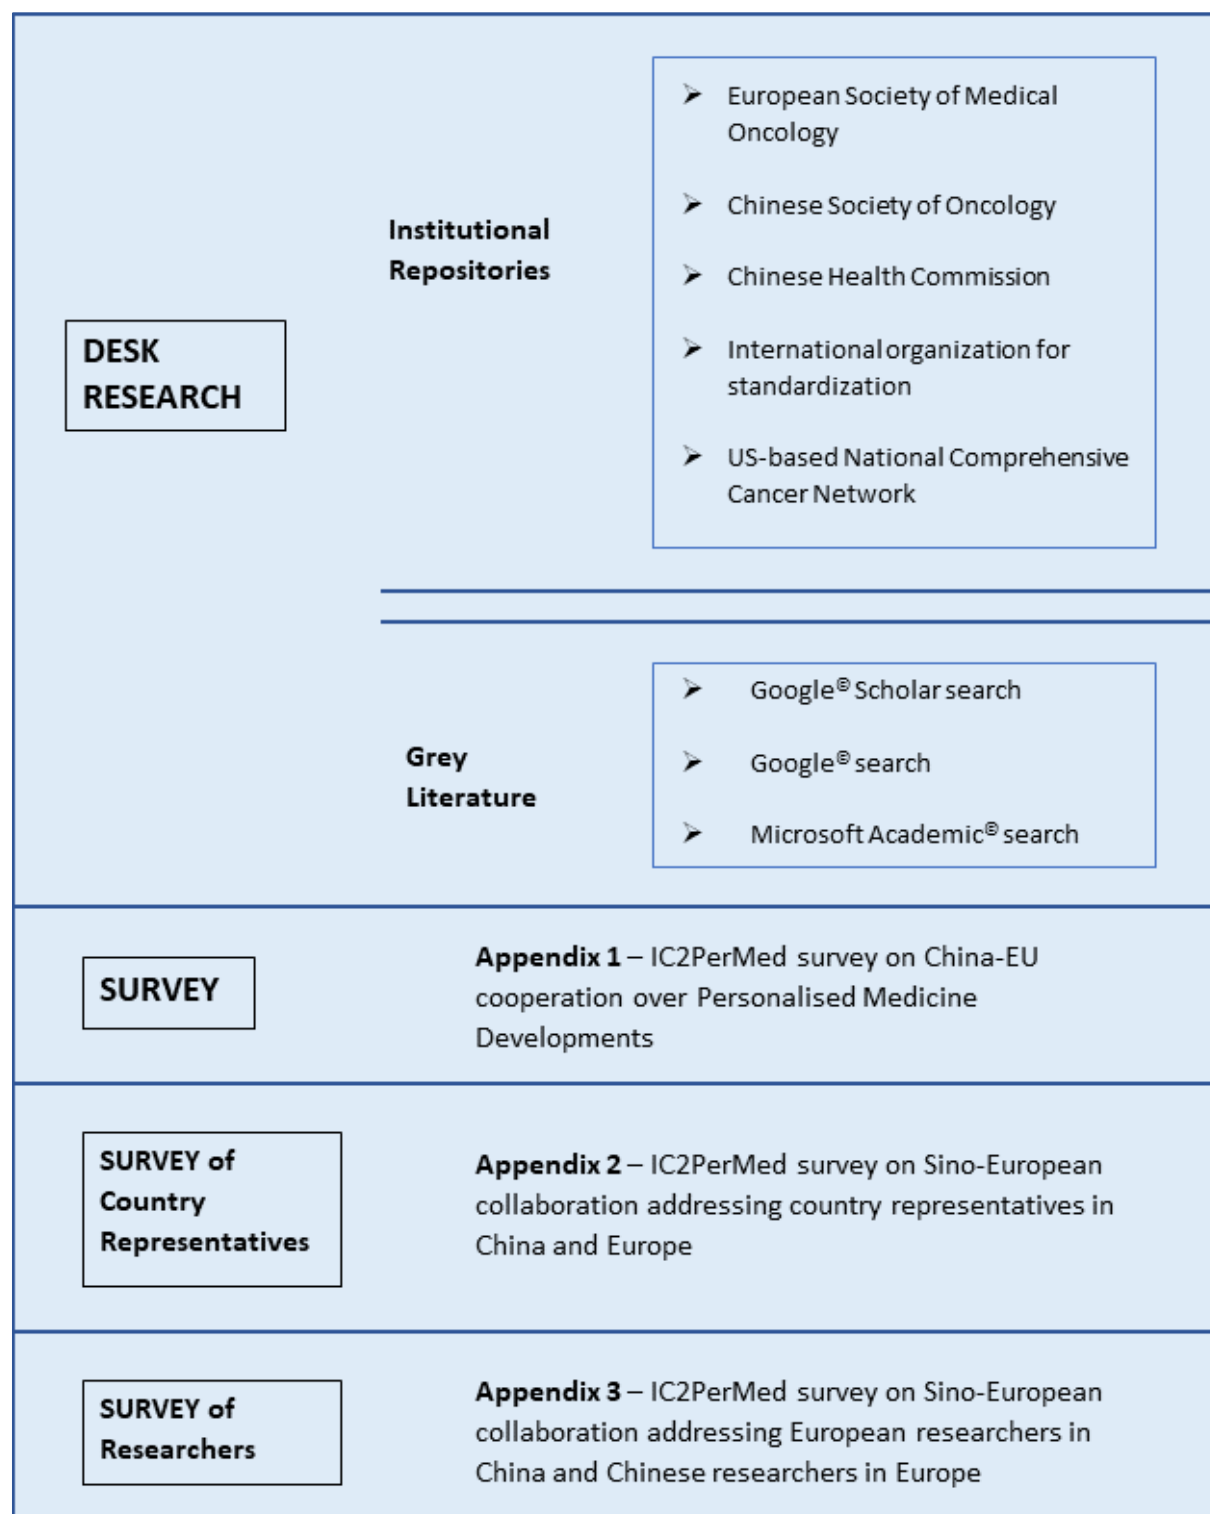 DESK
RESEARCH
Institutional
Repositories
➢ European Society of Medical
Oncology
➢ Chinese Society of Oncology
➢ Chinese Health Commission
➢ International organization for
standardization
➢ US-based National Comprehensive
Cancer Network
Grey
Literature
➢ Google© Scholar search
➢ Google© search
➢ Microsoft Academic© search
SURVEY
Appendix 1 – IC2PerMed survey on China-EU
cooperation over Personalised Medicine
Developments
SURVEY of
Country
Representatives
Appendix 2 – IC2PerMed survey on Sino-European
collaboration addressing country representatives in
China and Europe
SURVEY of
Researchers
Appendix 3 – IC2PerMed survey on Sino-European
collaboration addressing European researchers in
China and Chinese researchers in Europe